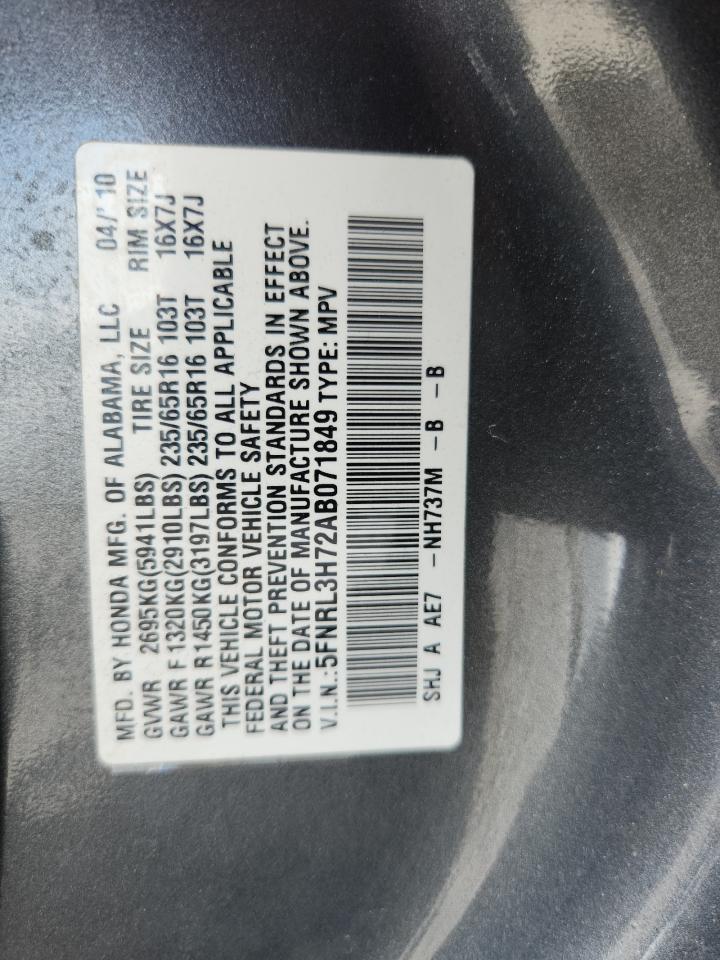 MFD. BY HONDA MFG. OF ALABAMA, LLC 04/'10
GVWR 2695KG(5941LBS) TIRE SIZE RIM SIZE
GAWR F 1320KG(2910LBS) 235/65R16 103T 16X7J
GAWR R 1450KG(3197LBS) 235/65R16 103T 16X7J
THIS VEHICLE CONFORMS TO ALL APPLICABLE
FEDERAL MOTOR VEHICLE SAFETY
AND THEFT PREVENTION STANDARDS IN EFFECT
ON THE DATE OF MANUFACTURE SHOWN ABOVE.
V.I.N.:5FNRL3H72AB071849 TYPE: MPV
SHJ A AE7 -NH737M -B -B